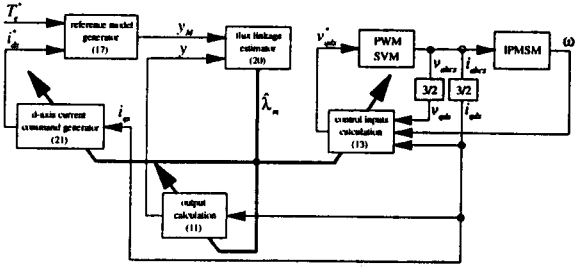 T*e
i*ds
reference model
generator
(17)
yM
y
flux linkage
estimator
(20)
λ̂m
v*qds
PWM
SVM
vabcs
iabcs
IPMSM
ω
3/2
3/2
vqds
iqds
d-axis current
command generator
(21)
iqs
control inputs
calculation
(13)
output
calculation
(11)